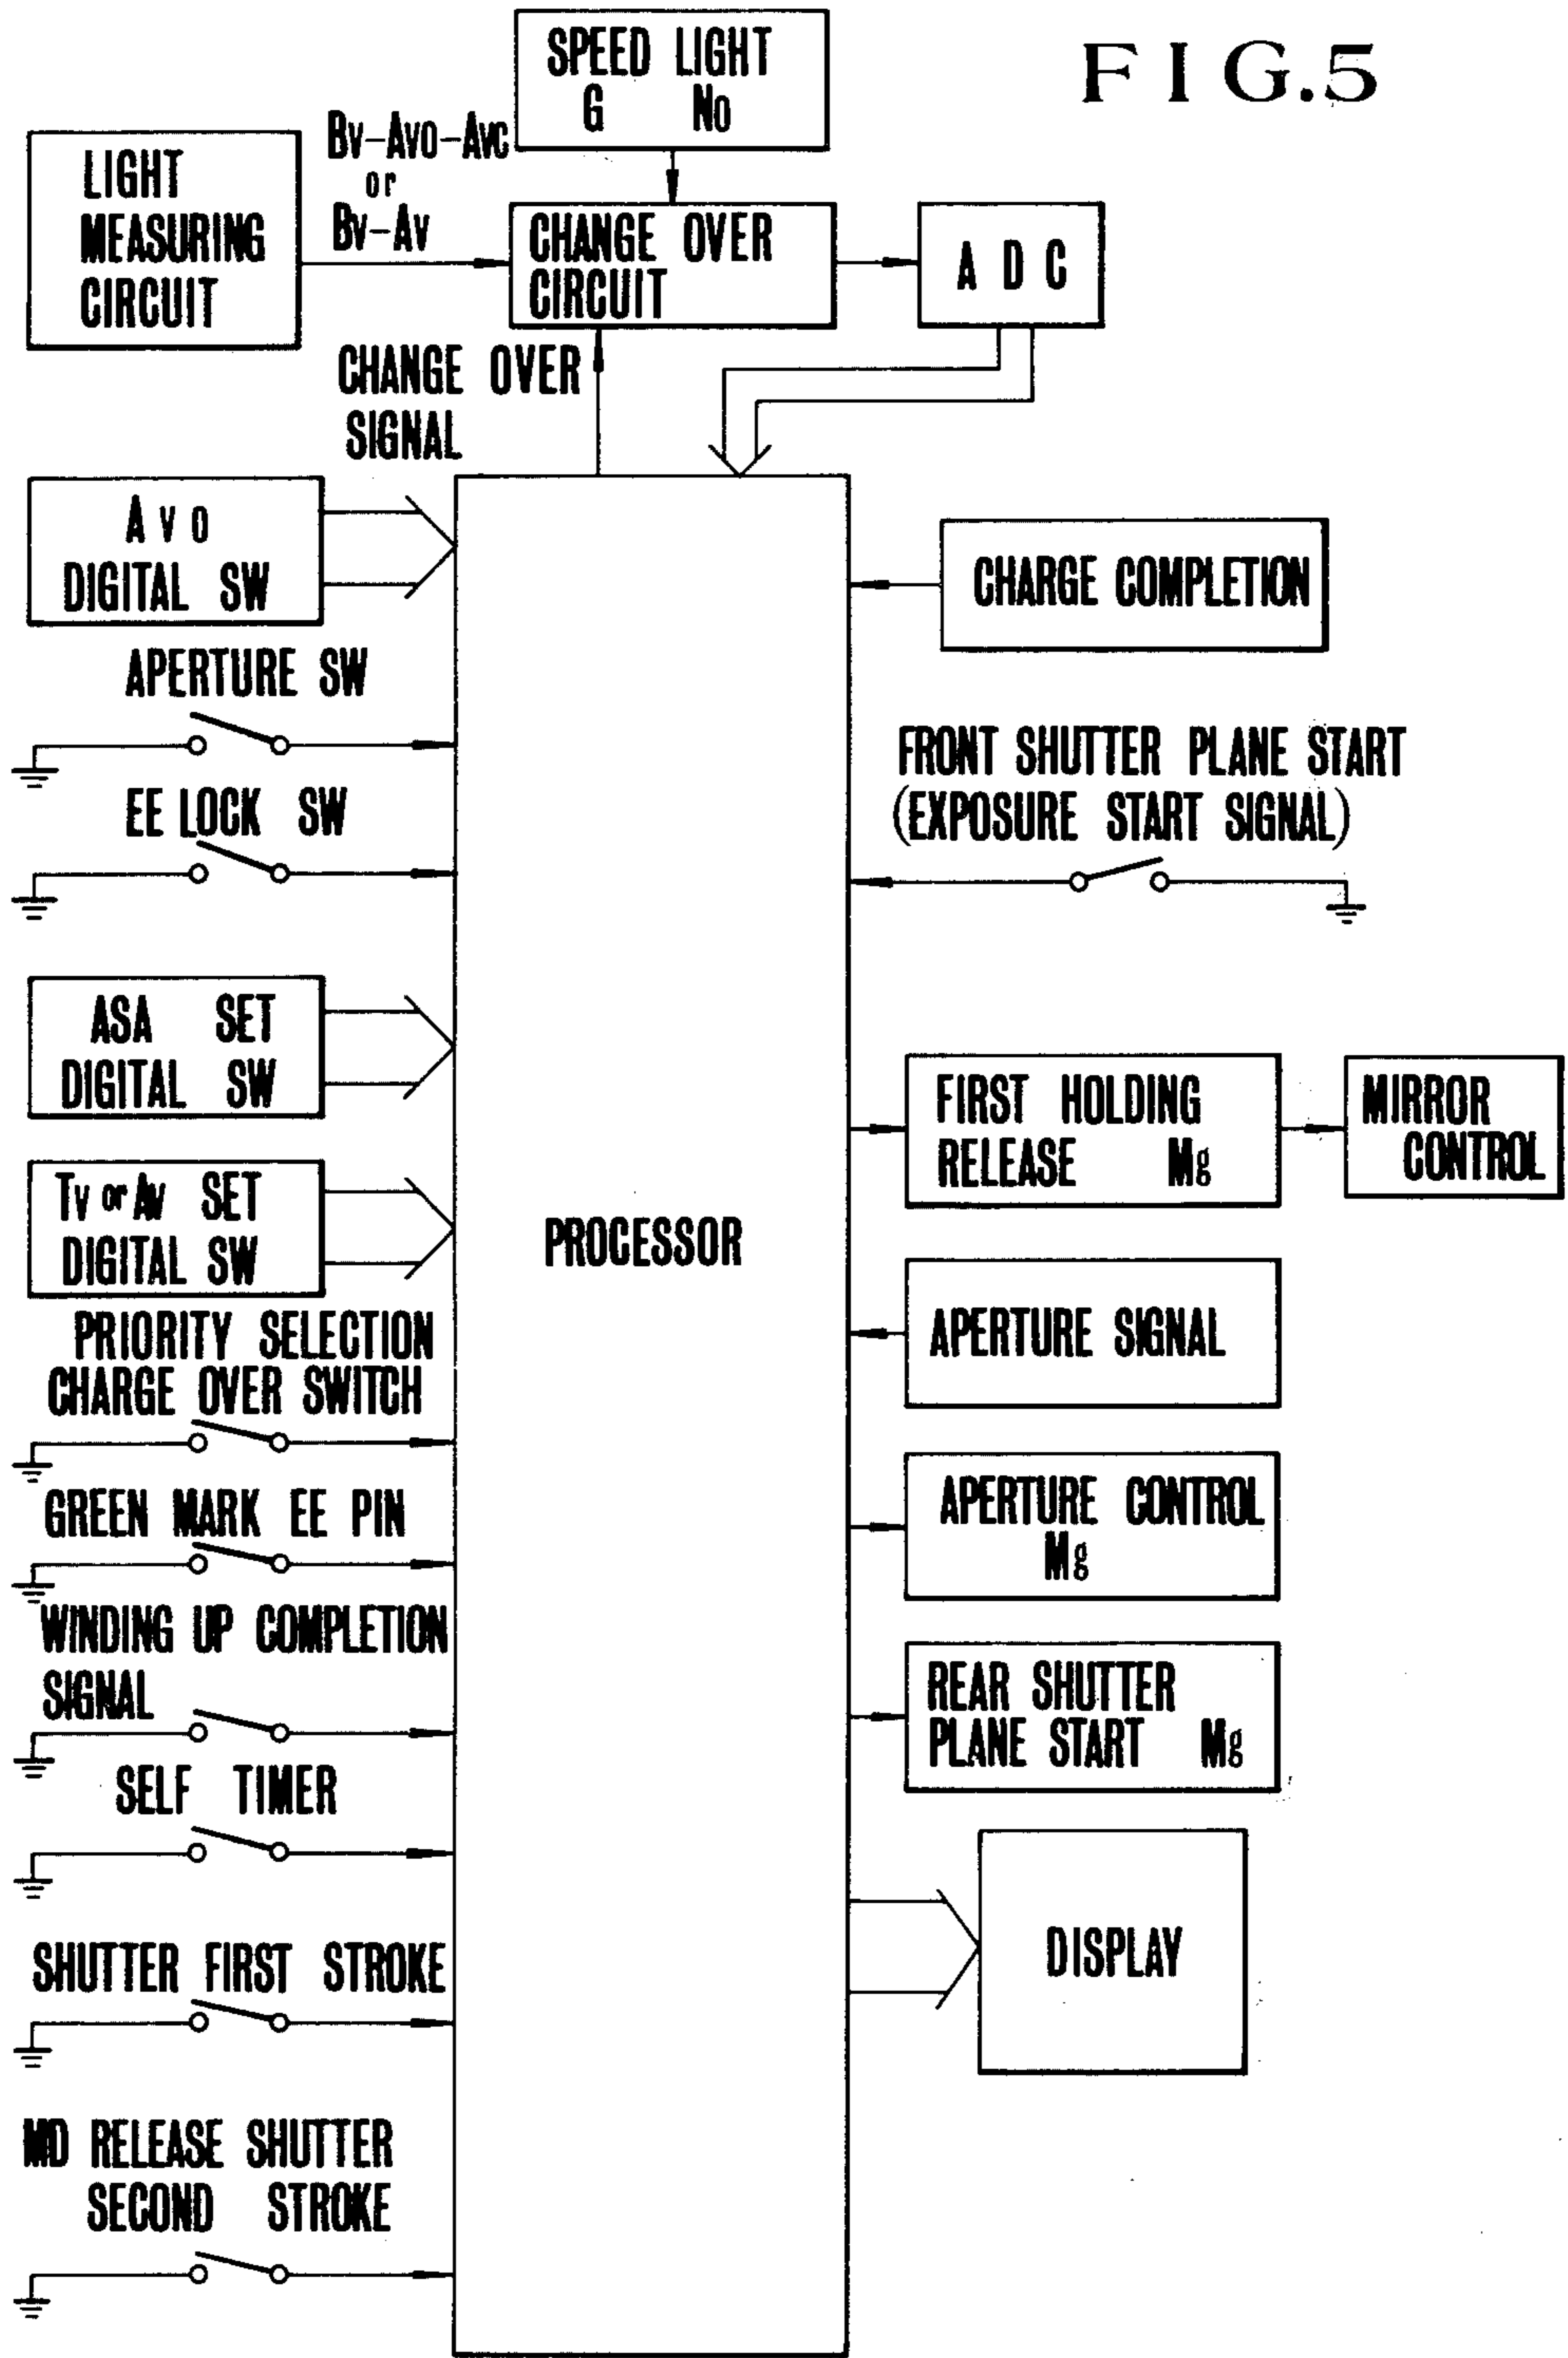 FIG.5
SPEED LIGHT
G No
LIGHT
MEASURING
CIRCUIT
Bv-Avo-Avc
or
Bv-Av
CHANGE OVER
CIRCUIT
A D C
CHANGE OVER
SIGNAL
Avo
DIGITAL SW
APERTURE SW
EE LOCK SW
ASA SET
DIGITAL SW
Tv or Av SET
DIGITAL SW
PRIORITY SELECTION
CHARGE OVER SWITCH
GREEN MARK EE PIN
WINDING UP COMPLETION
SIGNAL
SELF TIMER
SHUTTER FIRST STROKE
MD RELEASE SHUTTER
SECOND STROKE
PROCESSOR
CHARGE COMPLETION
FRONT SHUTTER PLANE START
(EXPOSURE START SIGNAL)
FIRST HOLDING
RELEASE Mg
MIRROR
CONTROL
APERTURE SIGNAL
APERTURE CONTROL
Mg
REAR SHUTTER
PLANE START Mg
DISPLAY